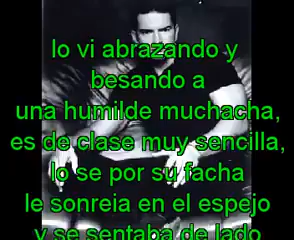 lo vi abrazando y
besando a
una humilde muchacha,
es de clase muy sencilla,
lo se por su facha
le sonreia en el espejo
y se sentaba de lado